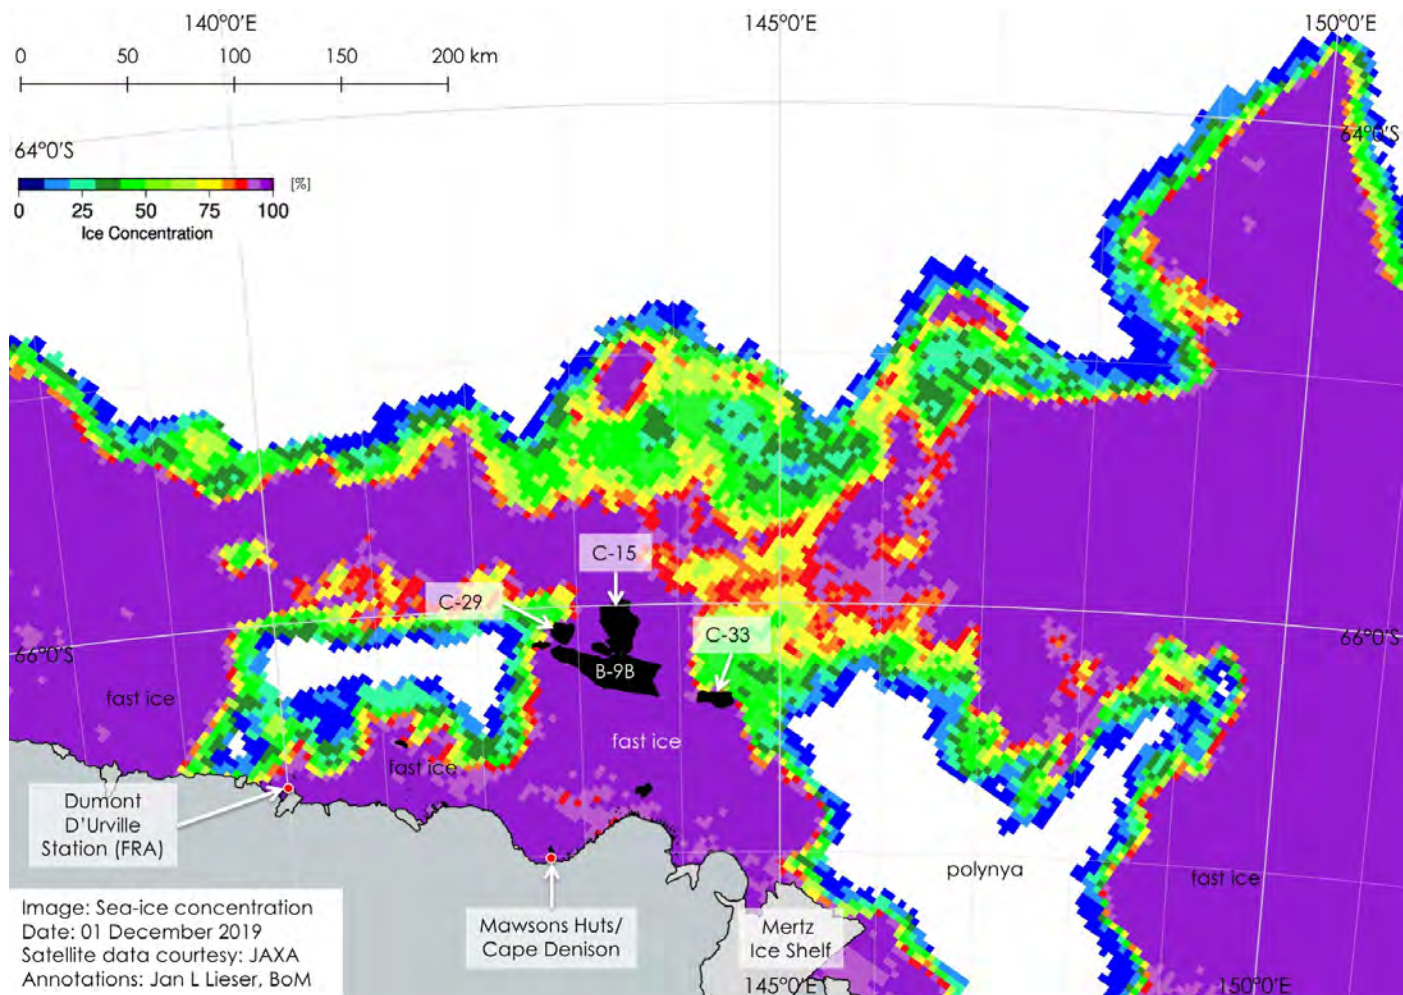 140°0'E
145°0'E
150°0'E
0 50 100 150 200 km
64°0'S
64°0'S
[%]
0 25 50 75 100
Ice Concentration
C-15
C-29
C-33
66°0'S
66°0'S
B-9B
fast ice
fast ice
fast ice
Dumont
D'Urville
Station (FRA)
polynya
fast ice
Image: Sea-ice concentration
Date: 01 December 2019
Satellite data courtesy: JAXA
Annotations: Jan L Lieser, BoM
Mawsons Huts/
Cape Denison
Mertz
Ice Shelf
145°0'E
150°0'E